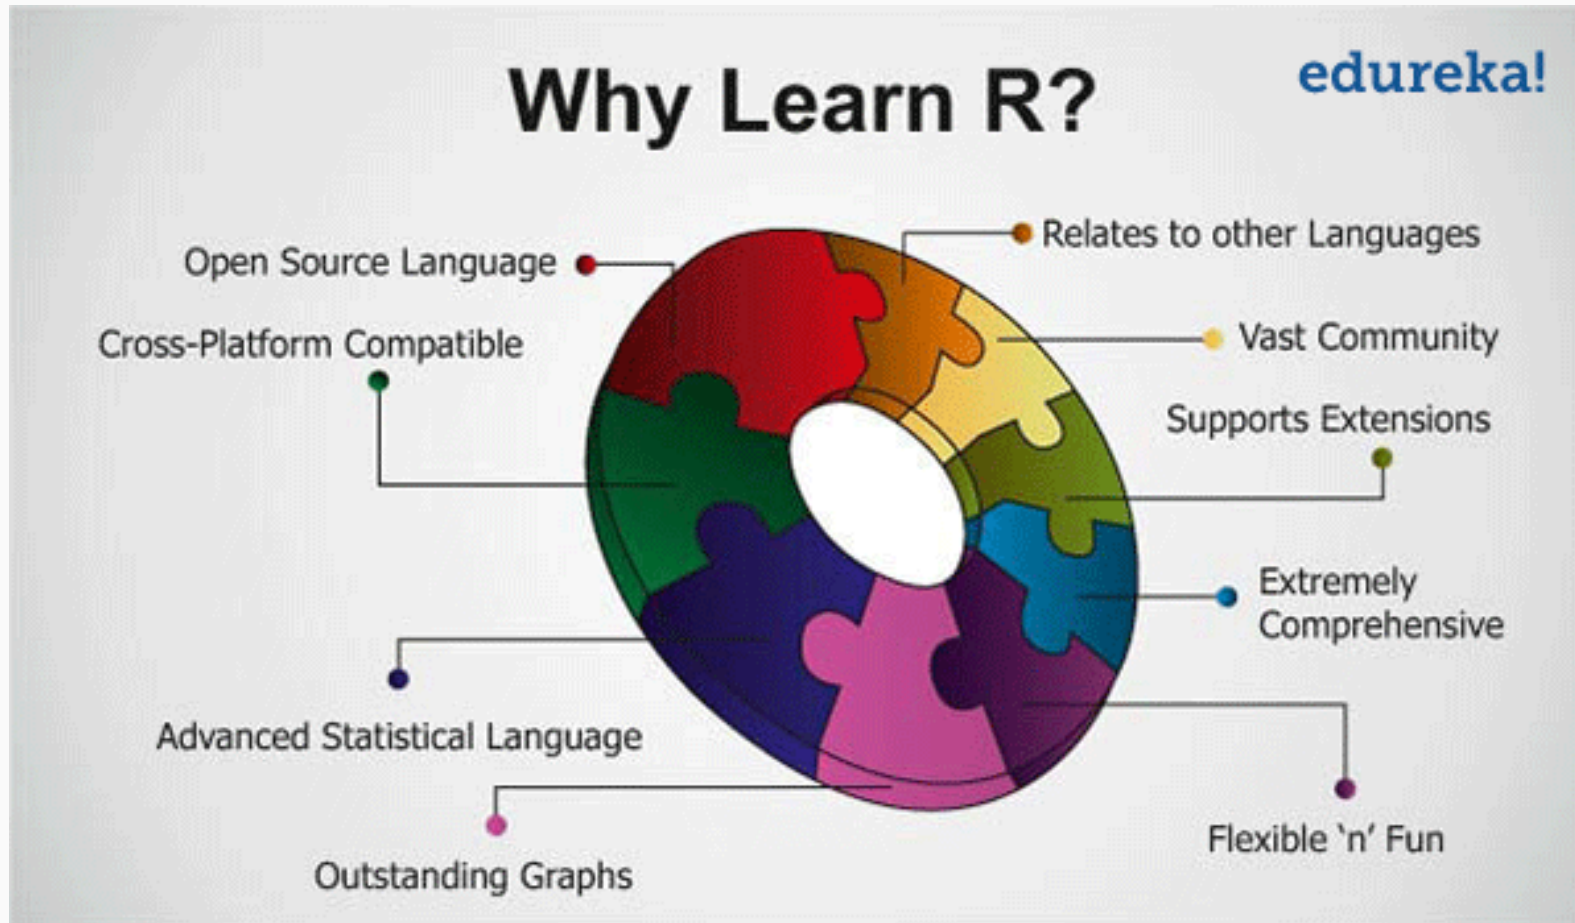 Why Learn R?
edureka!
Open Source Language
Cross-Platform Compatible
Advanced Statistical Language
Outstanding Graphs
Relates to other Languages
Vast Community
Supports Extensions
Extremely
Comprehensive
Flexible ‘n’ Fun